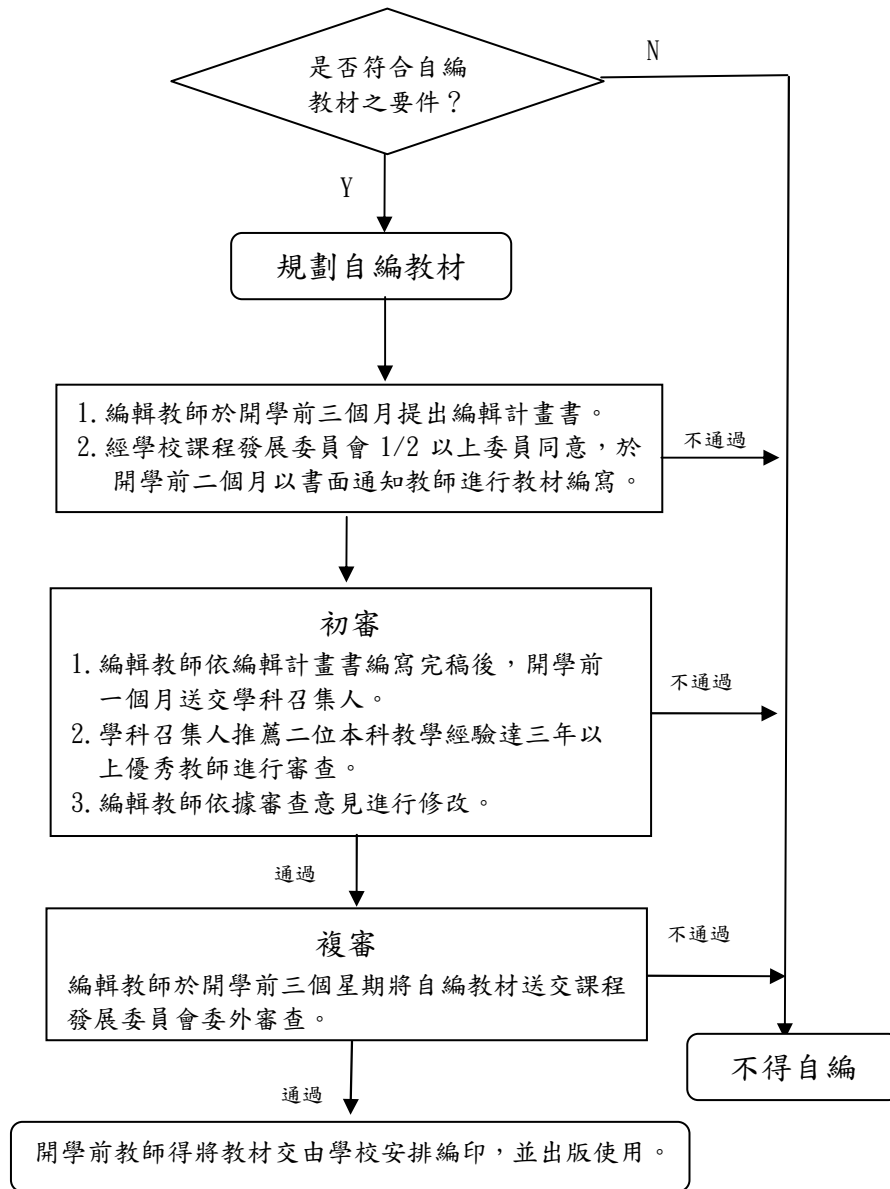 是否符合自編
教材之要件？
N
Y
規劃自編教材
1.編輯教師於開學前三個月提出編輯計畫書。
2.經學校課程發展委員會 1/2 以上委員同意，於
開學前二個月以書面通知教師進行教材編寫。
不通過
初審
1.編輯教師依編輯計畫書編寫完稿後，開學前
一個月送交學科召集人。
2.學科召集人推薦二位本科教學經驗達三年以
上優秀教師進行審查。
3.編輯教師依據審查意見進行修改。
不通過
通過
複審
編輯教師於開學前三個星期將自編教材送交課程
發展委員會委外審查。
不通過
不得自編
通過
開學前教師得將教材交由學校安排編印，並出版使用。